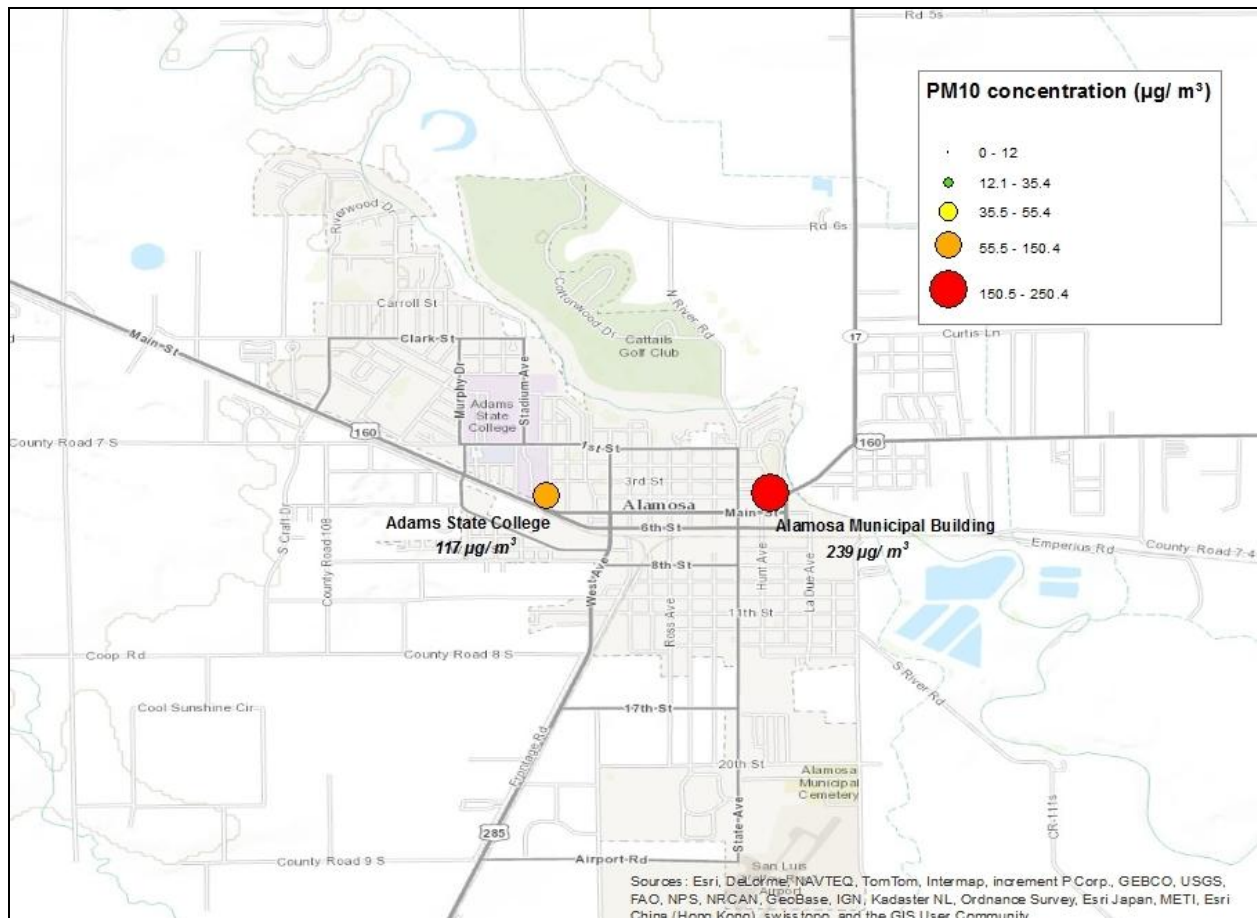 Rd 5s
PM10 concentration (µg/ m³)
0 - 12
12.1 - 35.4
35.5 - 55.4
55.5 - 150.4
150.5 - 250.4
Riverwood Dr
Rd 6s
Carroll St
Cottonwood Dr
N River Rd
Main St
Clark St
Cattails
Golf Club
17
Curtis Ln
Murphy Dr
Stadium Ave
Adams
State
College
160
County Road 7 S
1st St
160
3rd St
Alamosa
Main St
Adams State College
117 µg/ m³
6th St
Alamosa Municipal Building
239 µg/ m³
S Craft Dr
County Road 108
Emperius Rd
County Road 7 4
West Ave
8th St
Hunt Ave
La Due Ave
Ross Ave
11th St
Coop Rd
County Road 8 S
S River Rd
Cool Sunshine Cir
17th St
Frontage Rd
20th St
Alamosa
Municipal
Cemetery
State Ave
CR-111s
285
County Road 9 S
Airport Rd
San Luis
Airport
Sources: Esri, DeLorme, NAVTEQ, TomTom, Intermap, increment P Corp., GEBCO, USGS,
FAO, NPS, NRCAN, GeoBase, IGN, Kadaster NL, Ordnance Survey, Esri Japan, METI, Esri
China (Hong Kong), swisstopo, and the GIS User Community